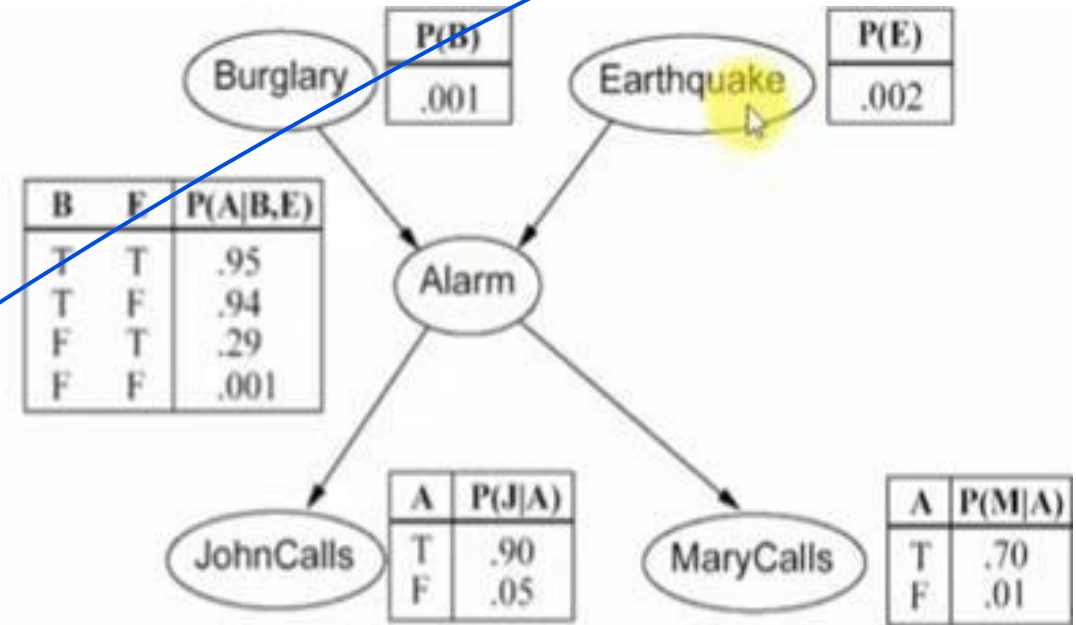 Burglary
P(B)
.001
Earthquake
P(E)
.002
B E P(A|B,E)
T T .95
T F .94
F T .29
F F .001
Alarm
JohnCalls
A P(J|A)
T .90
F .05
MaryCalls
A P(M|A)
T .70
F .01